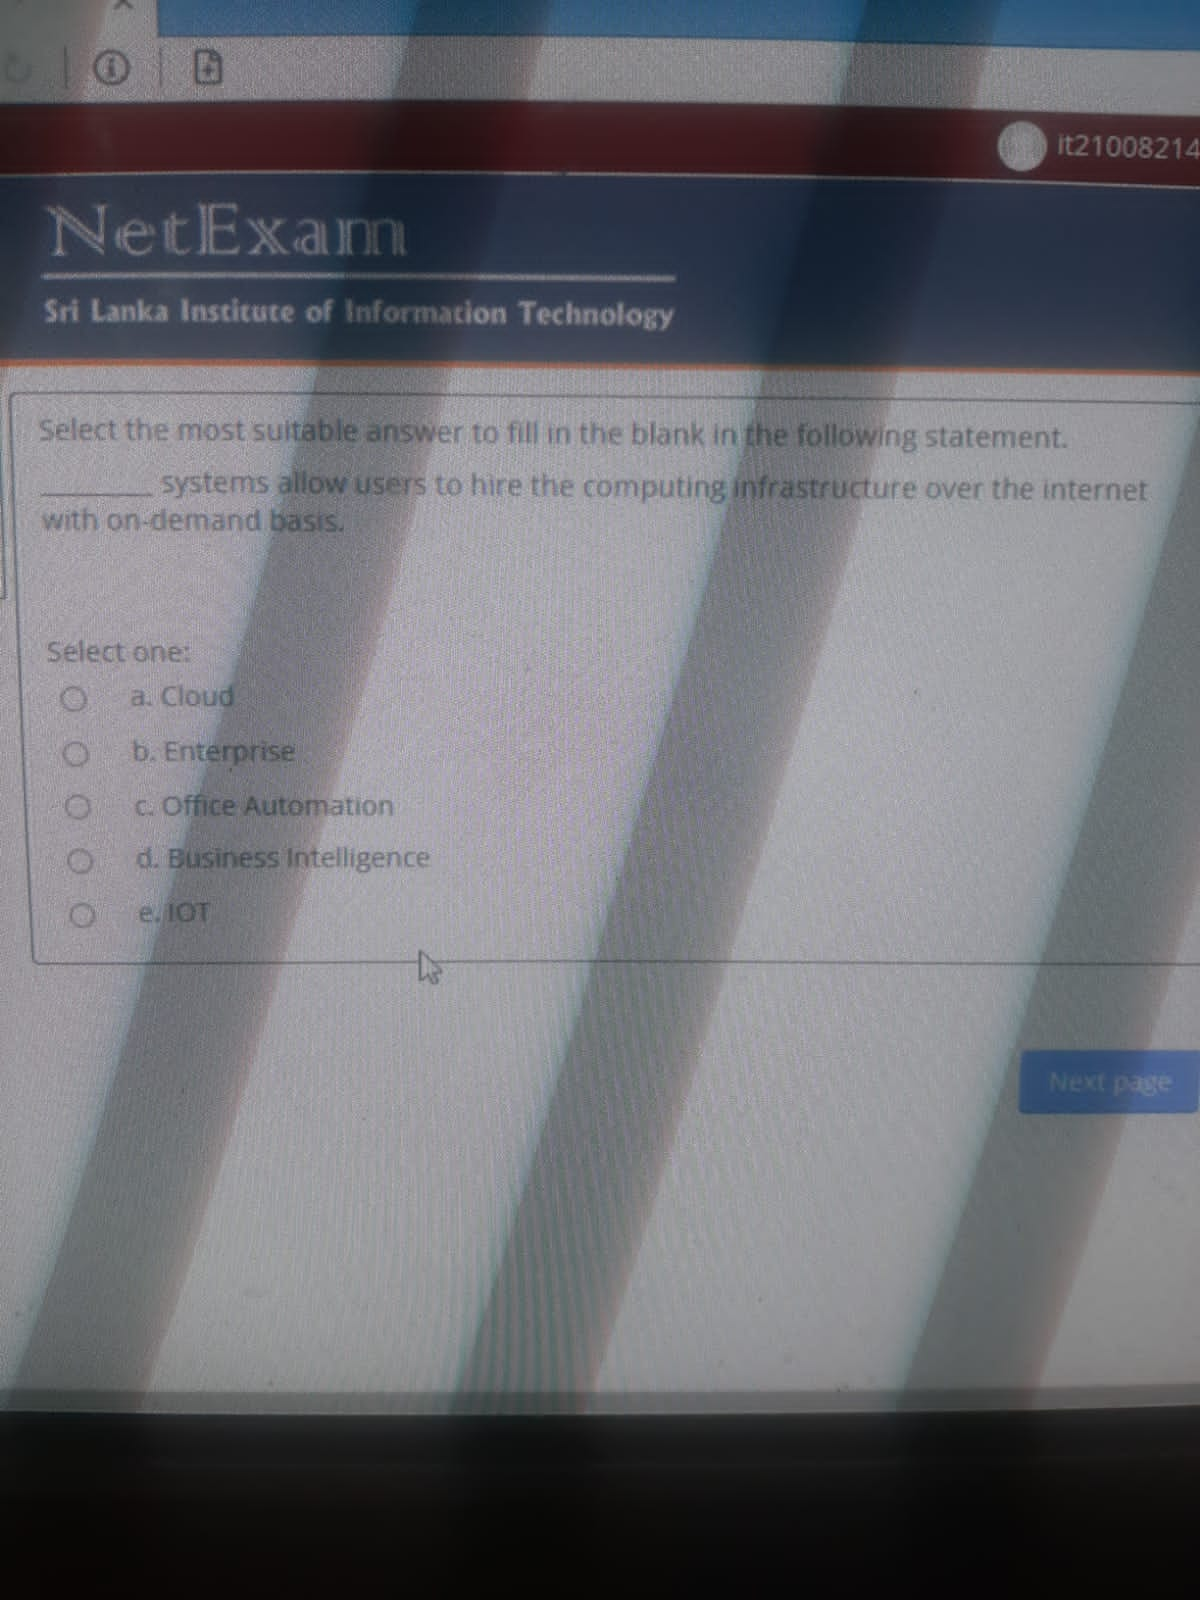 it21008214
NetExam
Sri Lanka Institute of Information Technology
Select the most suitable answer to fill in the blank in the following statement.
________ systems allow users to hire the computing infrastructure over the internet
with on-demand basis.
Select one:
a. Cloud
b. Enterprise
c. Office Automation
d. Business Intelligence
e. IOT
Next page